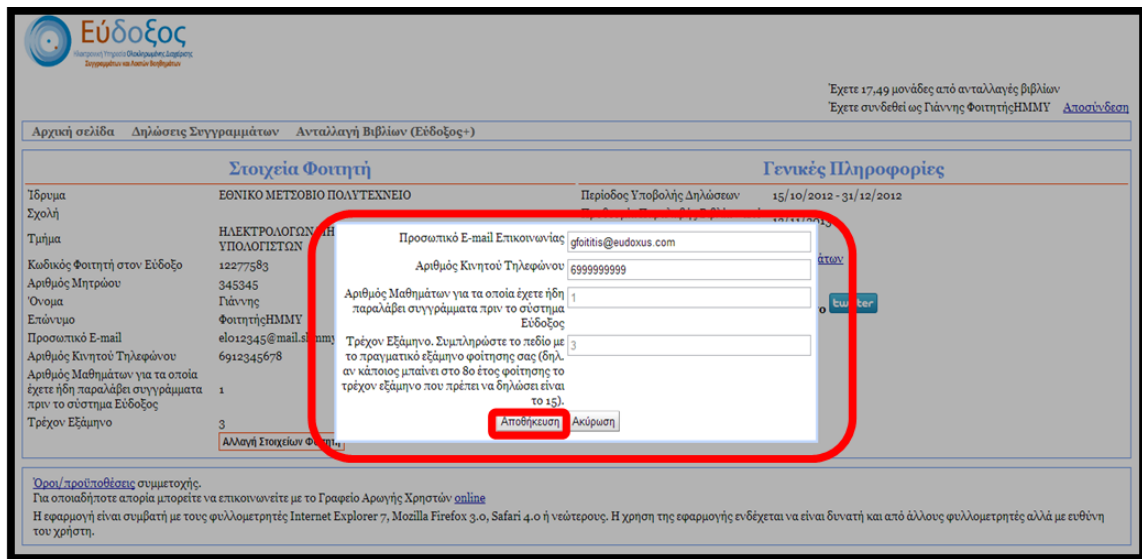 Εύδοξος
Ηλεκτρονική Υπηρεσία Ολοκληρωμένης Διαχείρισης
Συγγραμμάτων και Λοιπών Βοηθημάτων
Έχετε 17,49 μονάδες από ανταλλαγές βιβλίων
Έχετε συνδεθεί ως Γιάννης ΦοιτητήςΗΜΜΥ Αποσύνδεση
Αρχική σελίδα Δηλώσεις Συγγραμμάτων Ανταλλαγή Βιβλίων (Εύδοξος+)
Στοιχεία Φοιτητή
Ίδρυμα ΕΘΝΙΚΟ ΜΕΤΣΟΒΙΟ ΠΟΛΥΤΕΧΝΕΙΟ
Σχολή
Τμήμα ΗΛΕΚΤΡΟΛΟΓΩΝ
ΥΠΟΛΟΓΙΣΤΩΝ
Κωδικός Φοιτητή στον Εύδοξο 12277583
Αριθμός Μητρώου 345345
Όνομα Γιάννης
Επώνυμο ΦοιτητήςΗΜΜΥ
Προσωπικό E-mail el012345@mail.
Αριθμός Κινητού Τηλεφώνου 6912345678
Αριθμός Μαθημάτων για τα οποία
έχετε ήδη παραλάβει συγγράμματα 1
πριν το σύστημα Εύδοξος
Τρέχον Εξάμηνο 3
Αλλαγή Στοιχείων
Γενικές Πληροφορίες
Περίοδος Υποβολής Δηλώσεων 15/10/2012 - 31/12/2012
twitter
Προσωπικό E-mail Επικοινωνίας gfoititis@eudoxus.com
Αριθμός Κινητού Τηλεφώνου 6999999999
Αριθμός Μαθημάτων για τα οποία έχετε ήδη 1
παραλάβει συγγράμματα πριν το σύστημα
Εύδοξος
Τρέχον Εξάμηνο. Συμπληρώστε το πεδίο με 3
το πραγματικό εξάμηνο φοίτησης σας (δηλ.
αν κάποιος μπαίνει στο 8ο έτος φοίτησης το
τρέχον εξάμηνο που πρέπει να δηλώσει είναι
το 15).
Αποθήκευση Ακύρωση
Όροι/προϋποθέσεις συμμετοχής.
Για οποιαδήποτε απορία μπορείτε να επικοινωνείτε με το Γραφείο Αρωγής Χρηστών online
Η εφαρμογή είναι συμβατή με τους φυλλομετρητές Internet Explorer 7, Mozilla Firefox 3.0, Safari 4.0 ή νεώτερους. Η χρηση της εφαρμογής ενδέχεται να είναι δυνατή και από άλλους φυλλομετρητές αλλά με ευθύνη
του χρήστη.